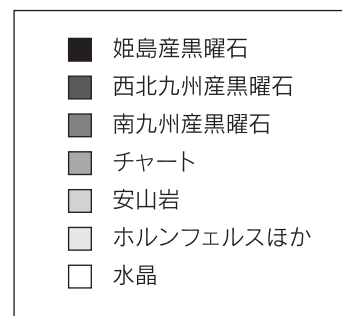 姫島産黒曜石
西北九州産黒曜石
南九州産黒曜石
チャート
安山岩
ホルンフェルスほか
水晶